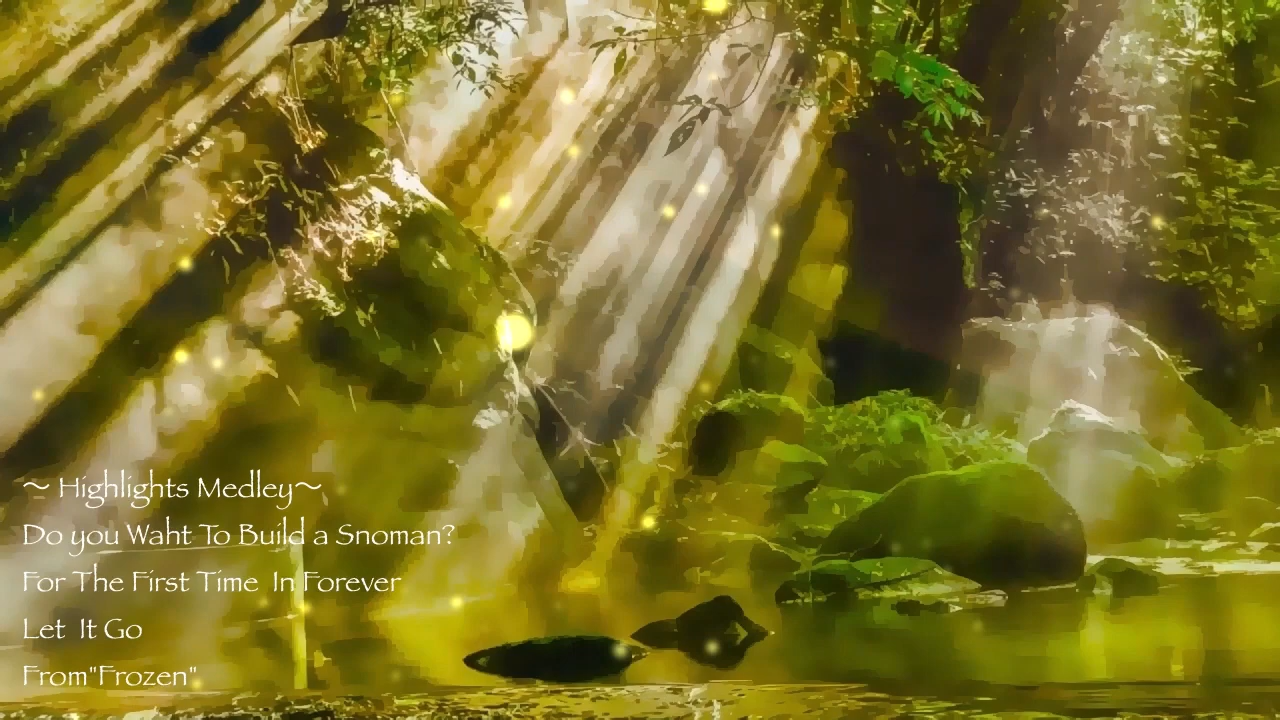 ～ Highlights Medley～
Do you Waht To Build a Snoman?
For The First Time In Forever
Let It Go
From"Frozen"